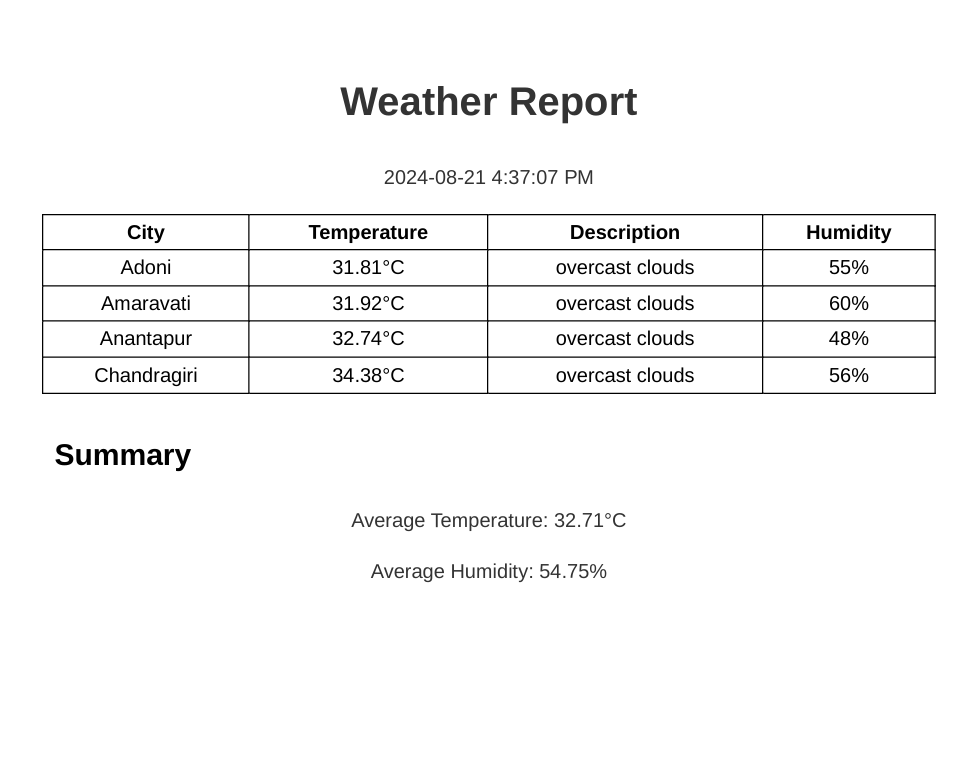 Weather Report
2024-08-21 4:37:07 PM
City Temperature Description Humidity
Adoni 31.81°C overcast clouds 55%
Amaravati 31.92°C overcast clouds 60%
Anantapur 32.74°C overcast clouds 48%
Chandragiri 34.38°C overcast clouds 56%
Summary
Average Temperature: 32.71°C
Average Humidity: 54.75%